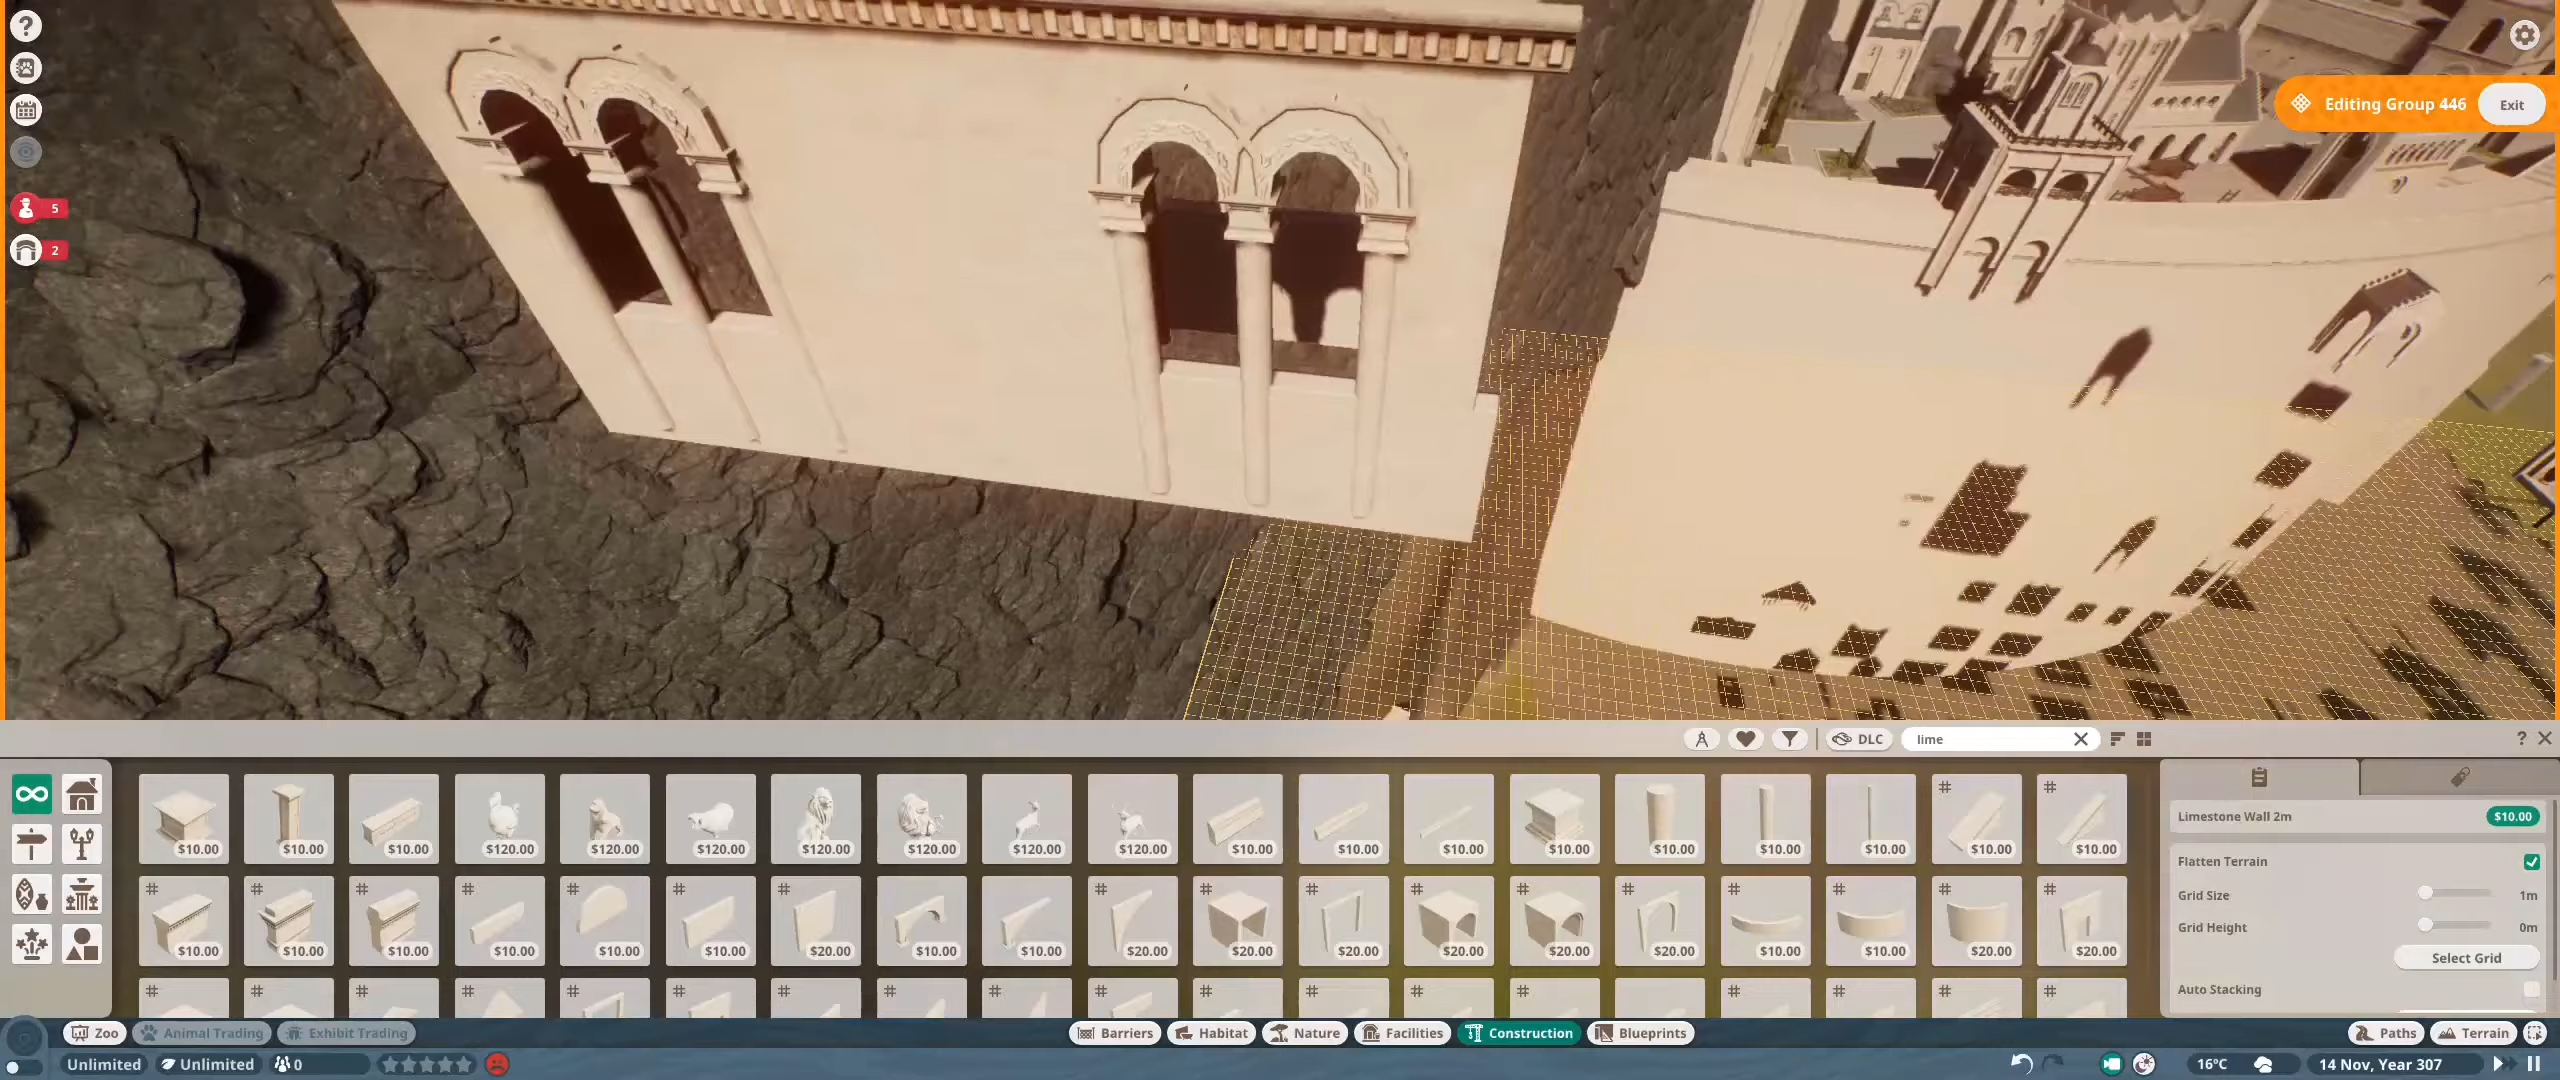 Editing Group 446 Exit
5
2
DLC lime
$10.00 $10.00 $10.00 $120.00 $120.00 $120.00 $120.00 $120.00 $120.00 $120.00 $10.00 $10.00 $10.00 $10.00 $10.00 $10.00 $10.00 $10.00 $10.00
$10.00 $10.00 $10.00 $10.00 $10.00 $10.00 $20.00 $10.00 $10.00 $20.00 $20.00 $20.00 $20.00 $20.00 $20.00 $10.00 $10.00 $20.00 $20.00
Limestone Wall 2m $10.00
Flatten Terrain
Grid Size 1m
Grid Height 0m
Select Grid
Auto Stacking
Zoo Animal Trading Exhibit Trading Barriers Habitat Nature Facilities Construction Blueprints Paths Terrain
Unlimited Unlimited 0 16°C 14 Nov, Year 307